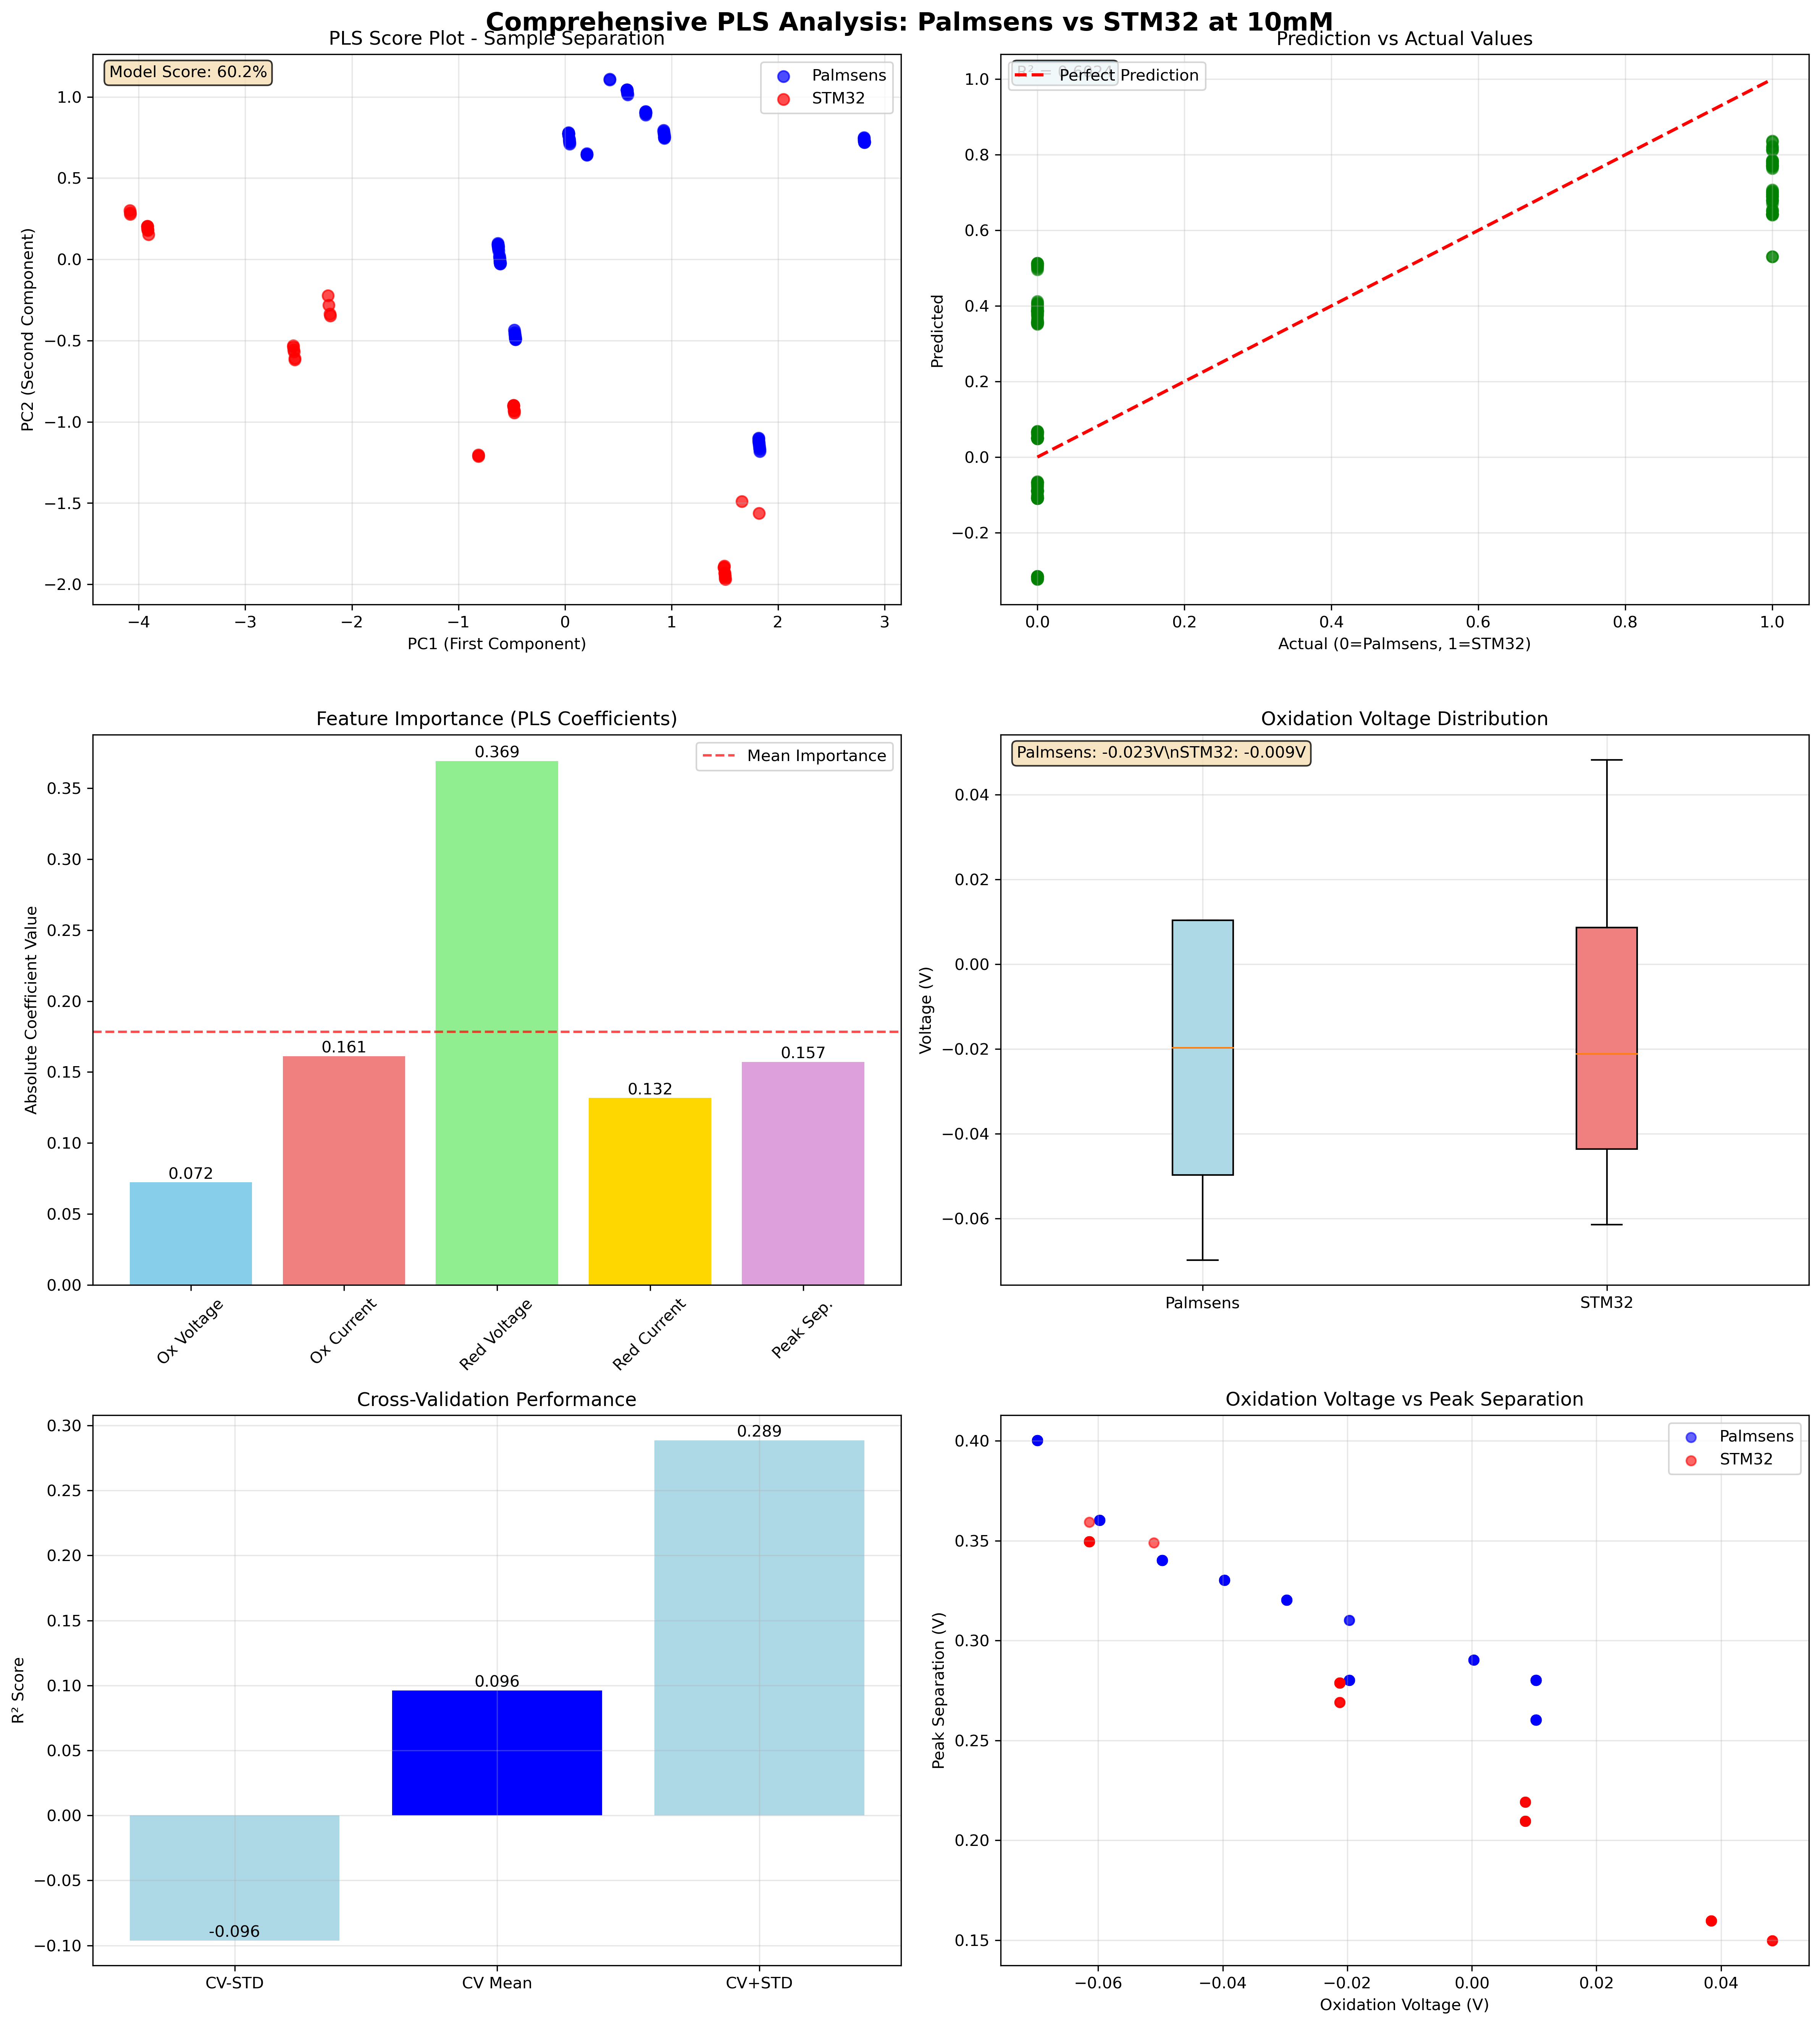 Comprehensive PLS Analysis: Palmsens vs STM32 at 10mM
PLS Score Plot - Sample Separation
Model Score: 60.2%
Palmsens
STM32
1.0
0.5
0.0
−0.5
−1.0
−1.5
−2.0
PC2 (Second Component)
−4
−3
−2
−1
0
1
2
3
PC1 (First Component)
Prediction vs Actual Values
Perfect Prediction
1.0
0.8
0.6
0.4
0.2
0.0
−0.2
Predicted
0.0
0.2
0.4
0.6
0.8
1.0
Actual (0=Palmsens, 1=STM32)
Feature Importance (PLS Coefficients)
Mean Importance
0.35
0.30
0.25
0.20
0.15
0.10
0.05
0.00
Absolute Coefficient Value
0.072
0.161
0.369
0.132
0.157
Ox Voltage
Ox Current
Red Voltage
Red Current
Peak Sep.
Oxidation Voltage Distribution
Palmsens: -0.023V\nSTM32: -0.009V
0.04
0.02
0.00
−0.02
−0.04
−0.06
Voltage (V)
Palmsens
STM32
Cross-Validation Performance
0.30
0.25
0.20
0.15
0.10
0.05
0.00
−0.05
−0.10
R² Score
-0.096
0.096
0.289
CV-STD
CV Mean
CV+STD
Oxidation Voltage vs Peak Separation
Palmsens
STM32
0.40
0.35
0.30
0.25
0.20
0.15
Peak Separation (V)
−0.06
−0.04
−0.02
0.00
0.02
0.04
Oxidation Voltage (V)